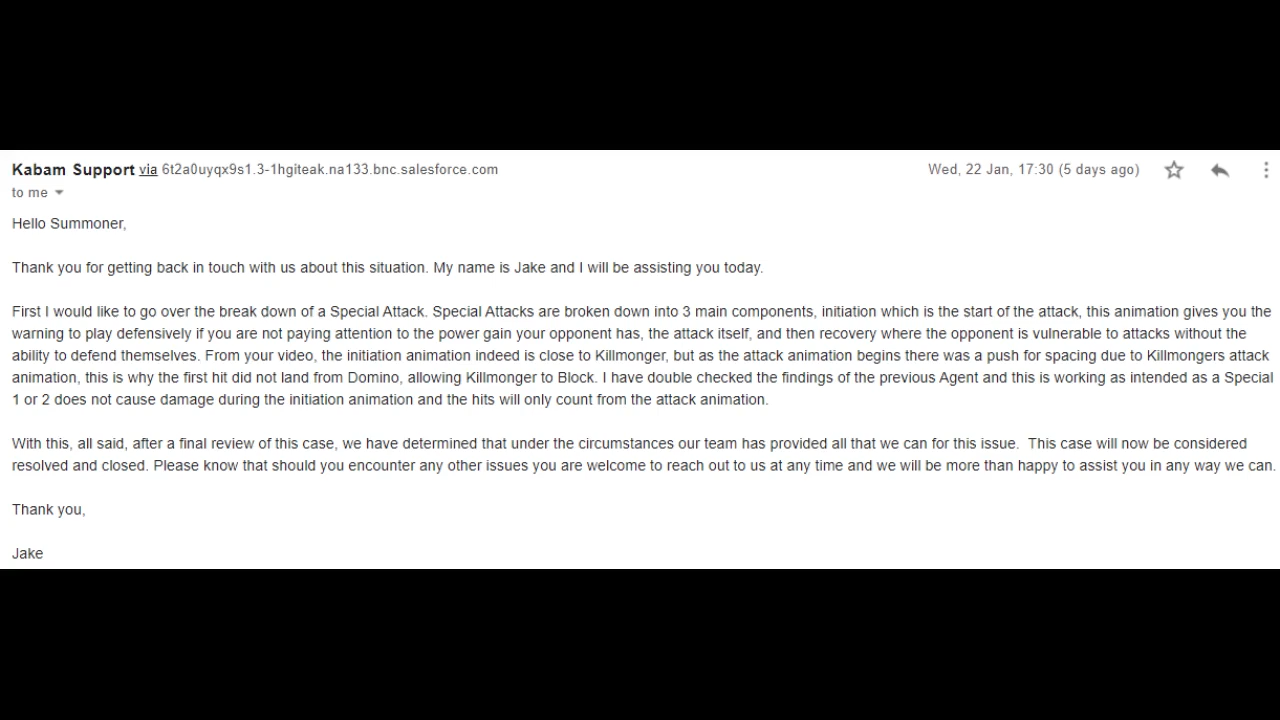 Kabam Support via 6t2a0uyqx9s1.3-1hgiteak.na133.bnc.salesforce.com Wed, 22 Jan, 17:30 (5 days ago)
to me
Hello Summoner,
Thank you for getting back in touch with us about this situation. My name is Jake and I will be assisting you today.
First I would like to go over the break down of a Special Attack. Special Attacks are broken down into 3 main components, initiation which is the start of the attack, this animation gives you the
warning to play defensively if you are not paying attention to the power gain your opponent has, the attack itself, and then recovery where the opponent is vulnerable to attacks without the
ability to defend themselves. From your video, the initiation animation indeed is close to Killmonger, but as the attack animation begins there was a push for spacing due to Killmongers attack
animation, this is why the first hit did not land from Domino, allowing Killmonger to Block. I have double checked the findings of the previous Agent and this is working as intended as a Special
1 or 2 does not cause damage during the initiation animation and the hits will only count from the attack animation.
With this, all said, after a final review of this case, we have determined that under the circumstances our team has provided all that we can for this issue.  This case will now be considered
resolved and closed. Please know that should you encounter any other issues you are welcome to reach out to us at any time and we will be more than happy to assist you in any way we can.
Thank you,
Jake